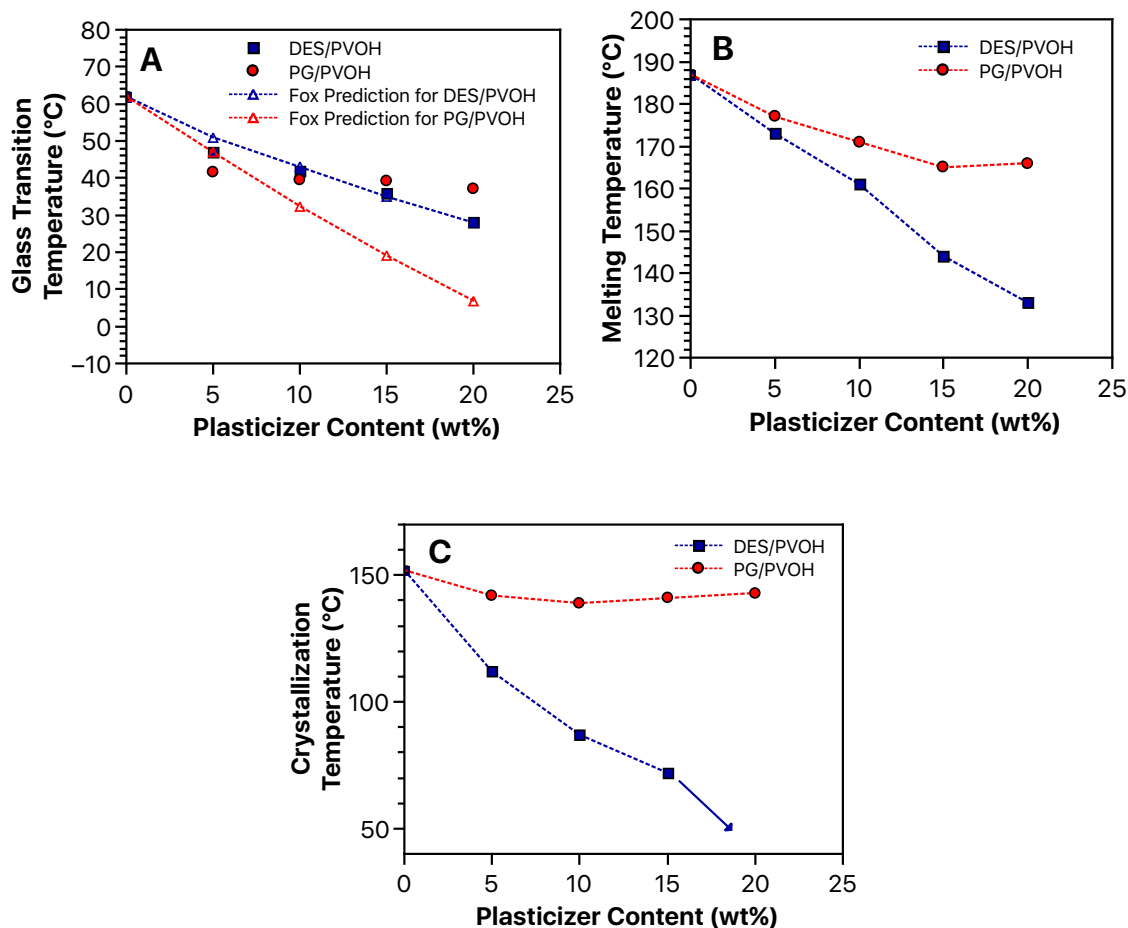 A
DES/PVOH
PG/PVOH
Fox Prediction for DES/PVOH
Fox Prediction for PG/PVOH
80
70
60
50
40
30
20
10
0
–10
0
5
10
15
20
25
Glass Transition
Temperature (°C)
Plasticizer Content (wt%)
B
DES/PVOH
PG/PVOH
200
190
180
170
160
150
140
130
120
0
5
10
15
20
25
Melting Temperature (°C)
Plasticizer Content (wt%)
C
DES/PVOH
PG/PVOH
150
100
50
0
5
10
15
20
25
Crystallization
Temperature (°C)
Plasticizer Content (wt%)